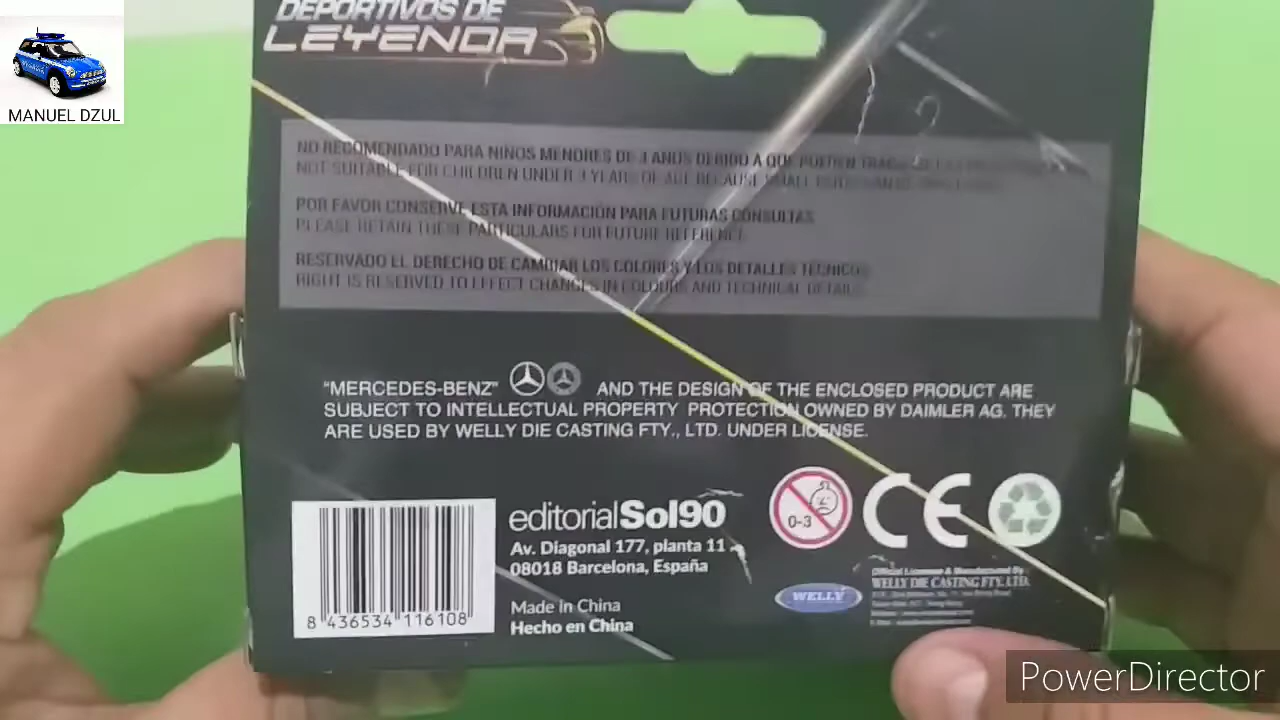 DEPORTIVOS DE
LEYENDA
MANUEL DZUL
NO RECOMENDADO PARA NIÑOS MENORES DE 3 AÑOS DEBIDO A QUE PUEDEN
NOT SUITABLE FOR CHILDREN UNDER 3 YEARS OF AGE BECAUSE SMALL
POR FAVOR CONSERVE ESTA INFORMACIÓN PARA FUTURAS CONSULTAS
PLEASE RETAIN THESE PARTICULARS FOR FUTURE REFERENCE
RESERVADO EL DERECHO DE CAMBIAR LOS COLORES Y LOS DETALLES TÉCNICOS
RIGHT IS RESERVED TO EFFECT CHANGES IN COLOURS AND TECHNICAL DETAILS
"MERCEDES-BENZ" AND THE DESIGN OF THE ENCLOSED PRODUCT ARE
SUBJECT TO INTELLECTUAL PROPERTY PROTECTION OWNED BY DAIMLER AG. THEY
ARE USED BY WELLY DIE CASTING FTY., LTD. UNDER LICENSE.
editorialSol90
Av. Diagonal 177, planta 11
08018 Barcelona, España
Made in China
Hecho en China
8 436534 116108
0-3
CE
WELLY
Official Licensee & Manufactured By:
WELLY DIE CASTING FTY. LTD.
PowerDirector